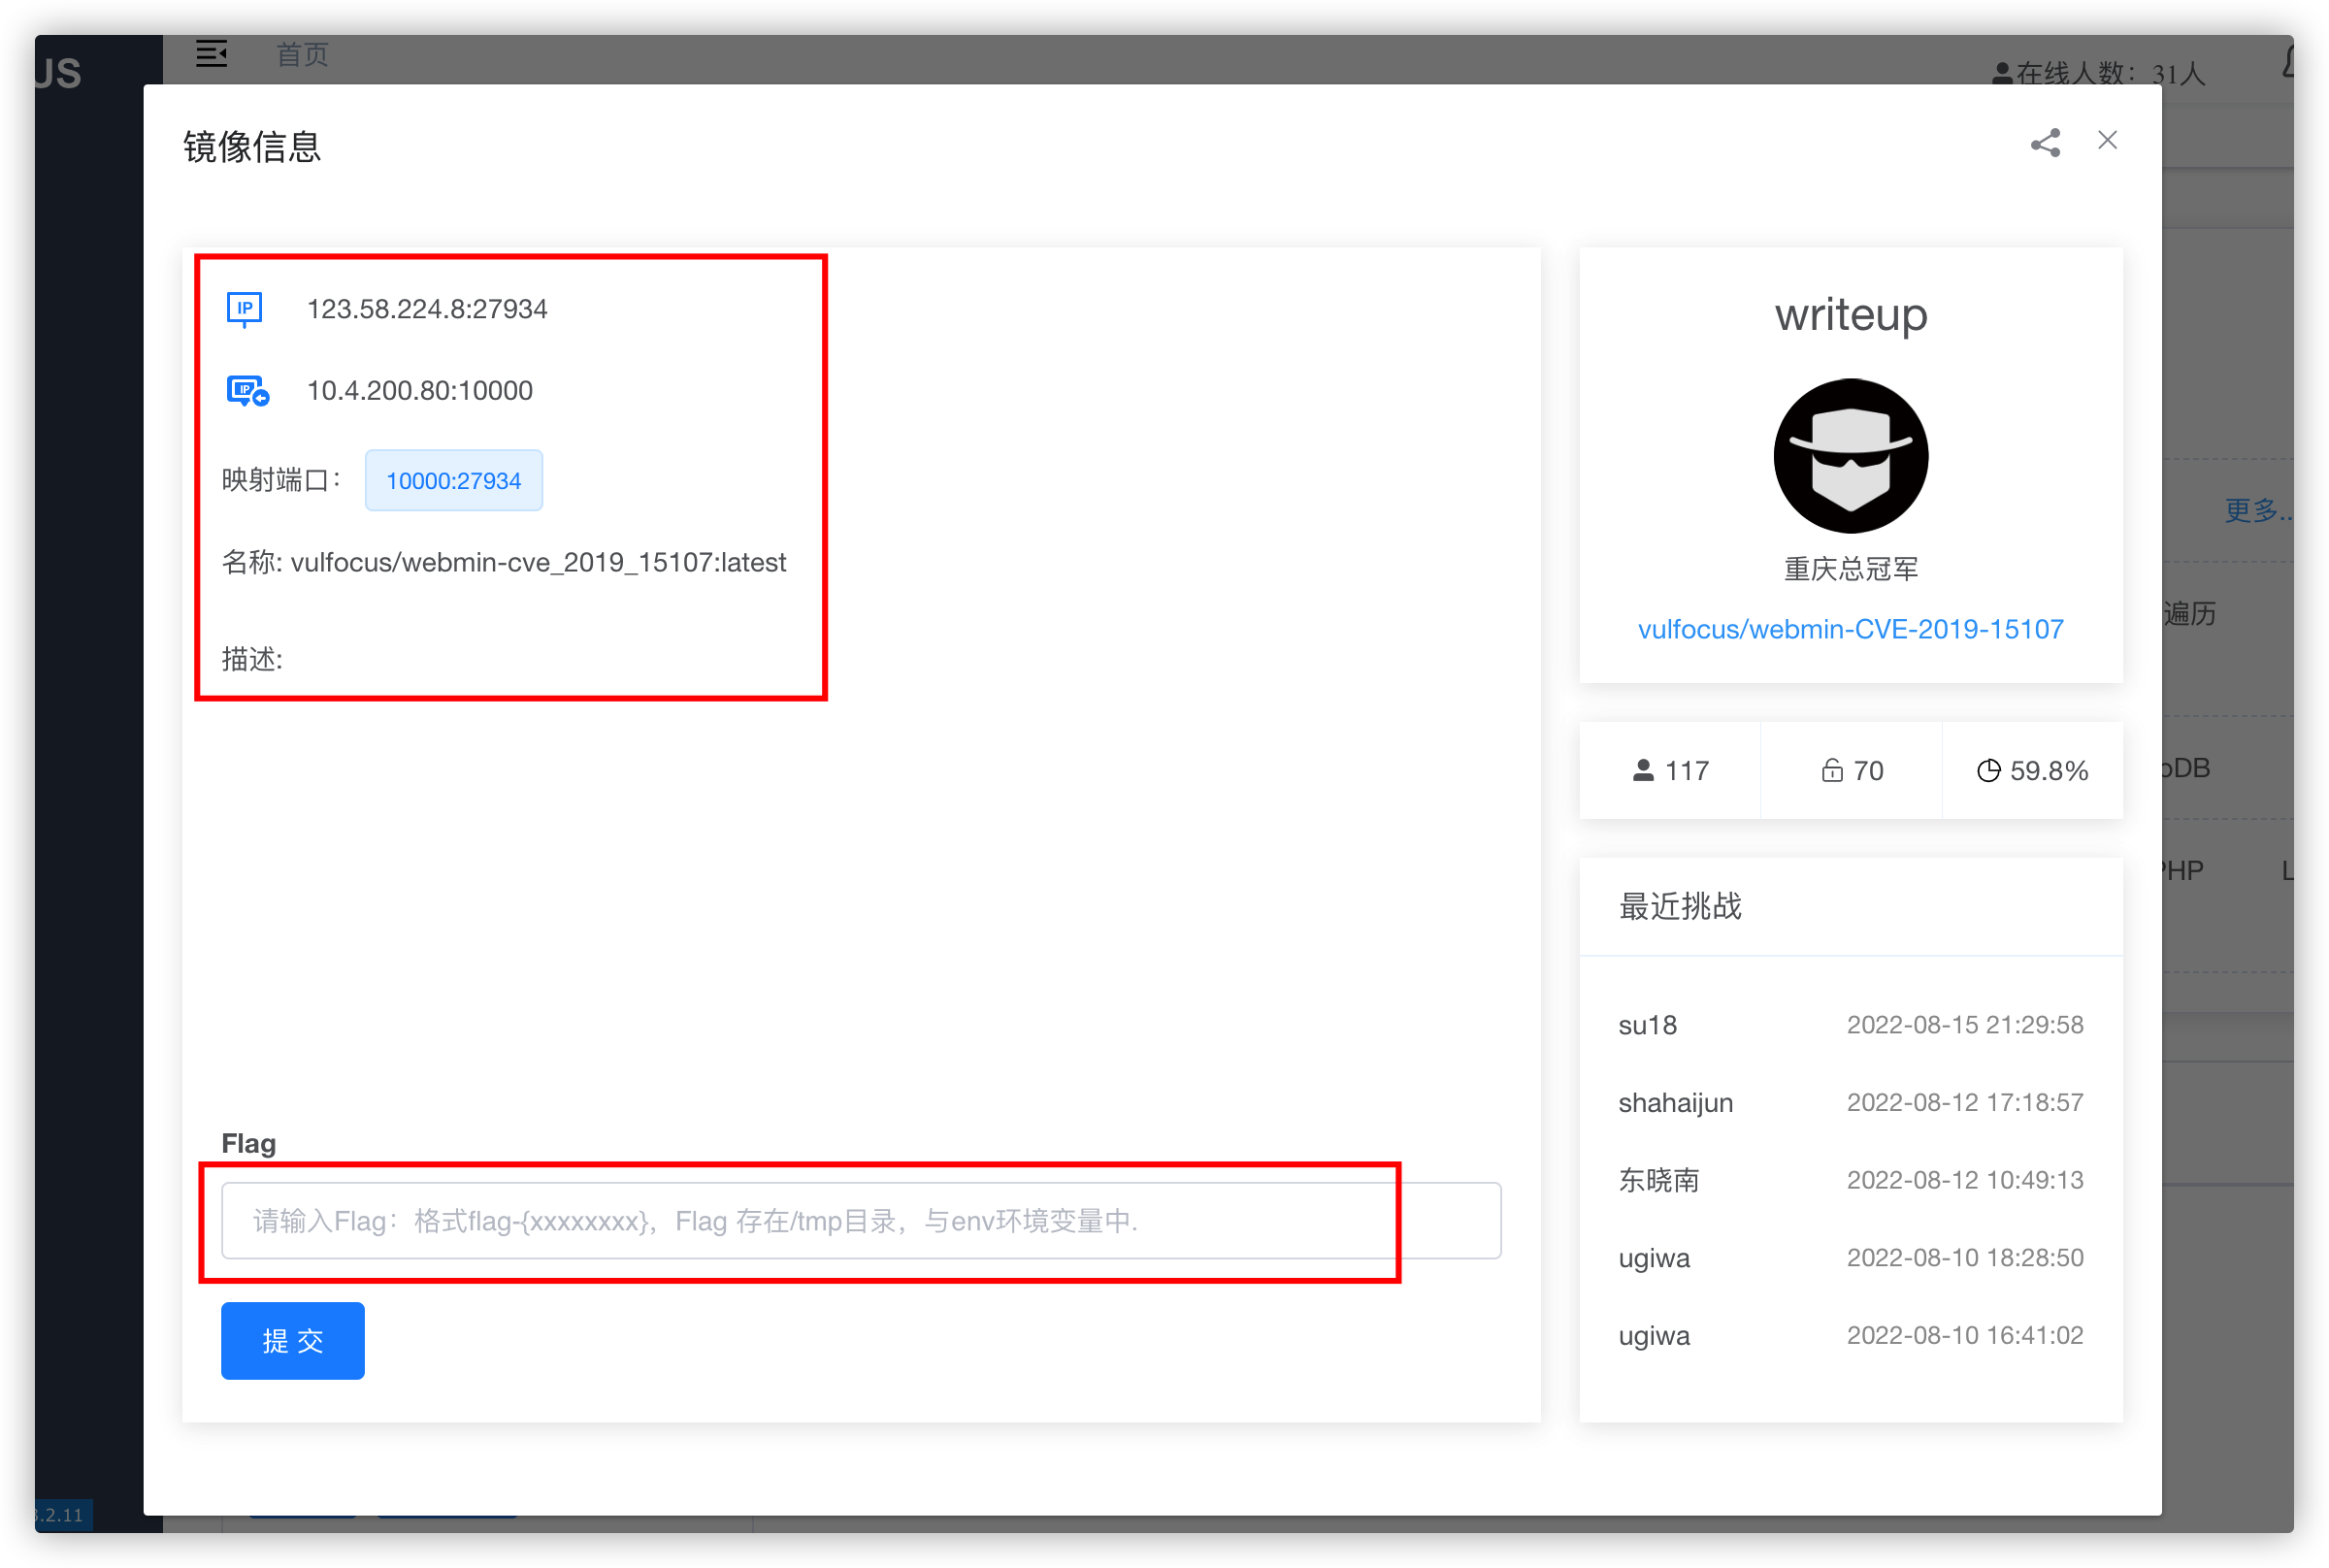 US
首页
在线人数：31人
镜像信息
IP
123.58.224.8:27934
IP
10.4.200.80:10000
映射端口：
10000:27934
名称: vulfocus/webmin-cve_2019_15107:latest
描述:
Flag
请输入Flag：格式flag-{xxxxxxxx}，Flag 存在/tmp目录，与env环境变量中.
提 交
writeup
重庆总冠军
vulfocus/webmin-CVE-2019-15107
117
70
59.8%
最近挑战
su18 2022-08-15 21:29:58
shahaijun 2022-08-12 17:18:57
东晓南 2022-08-12 10:49:13
ugiwa 2022-08-10 18:28:50
ugiwa 2022-08-10 16:41:02
更多..
遍历
DB
PHP
L
3.2.11